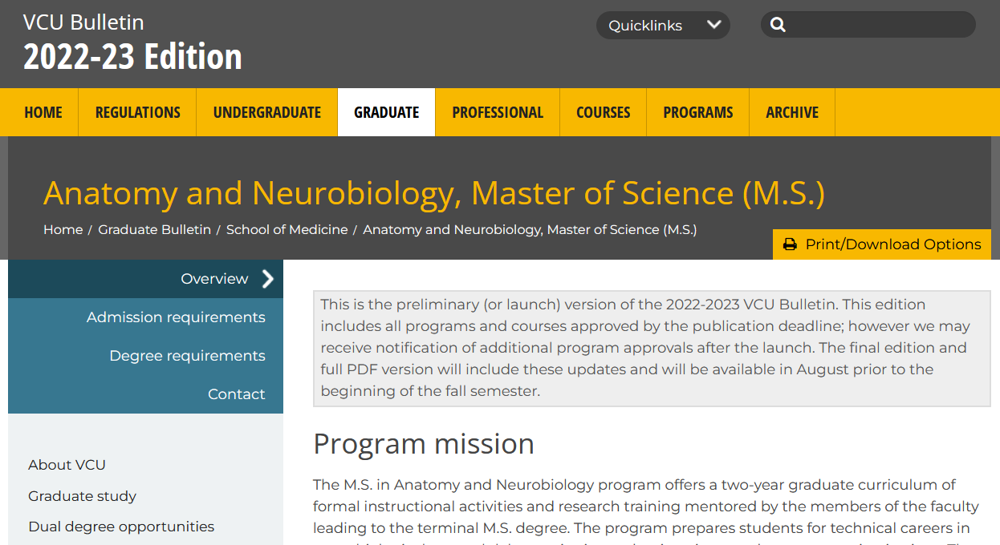 VCU Bulletin
2022-23 Edition
Quicklinks
HOME REGULATIONS UNDERGRADUATE GRADUATE PROFESSIONAL COURSES PROGRAMS ARCHIVE
Anatomy and Neurobiology, Master of Science (M.S.)
Home / Graduate Bulletin / School of Medicine / Anatomy and Neurobiology, Master of Science (M.S.)
Print/Download Options
Overview
Admission requirements
Degree requirements
Contact
About VCU
Graduate study
Dual degree opportunities
This is the preliminary (or launch) version of the 2022-2023 VCU Bulletin. This edition
includes all programs and courses approved by the publication deadline; however we may
receive notification of additional program approvals after the launch. The final edition and
full PDF version will include these updates and will be available in August prior to the
beginning of the fall semester.
Program mission
The M.S. in Anatomy and Neurobiology program offers a two-year graduate curriculum of
formal instructional activities and research training mentored by the members of the faculty
leading to the terminal M.S. degree. The program prepares students for technical careers in